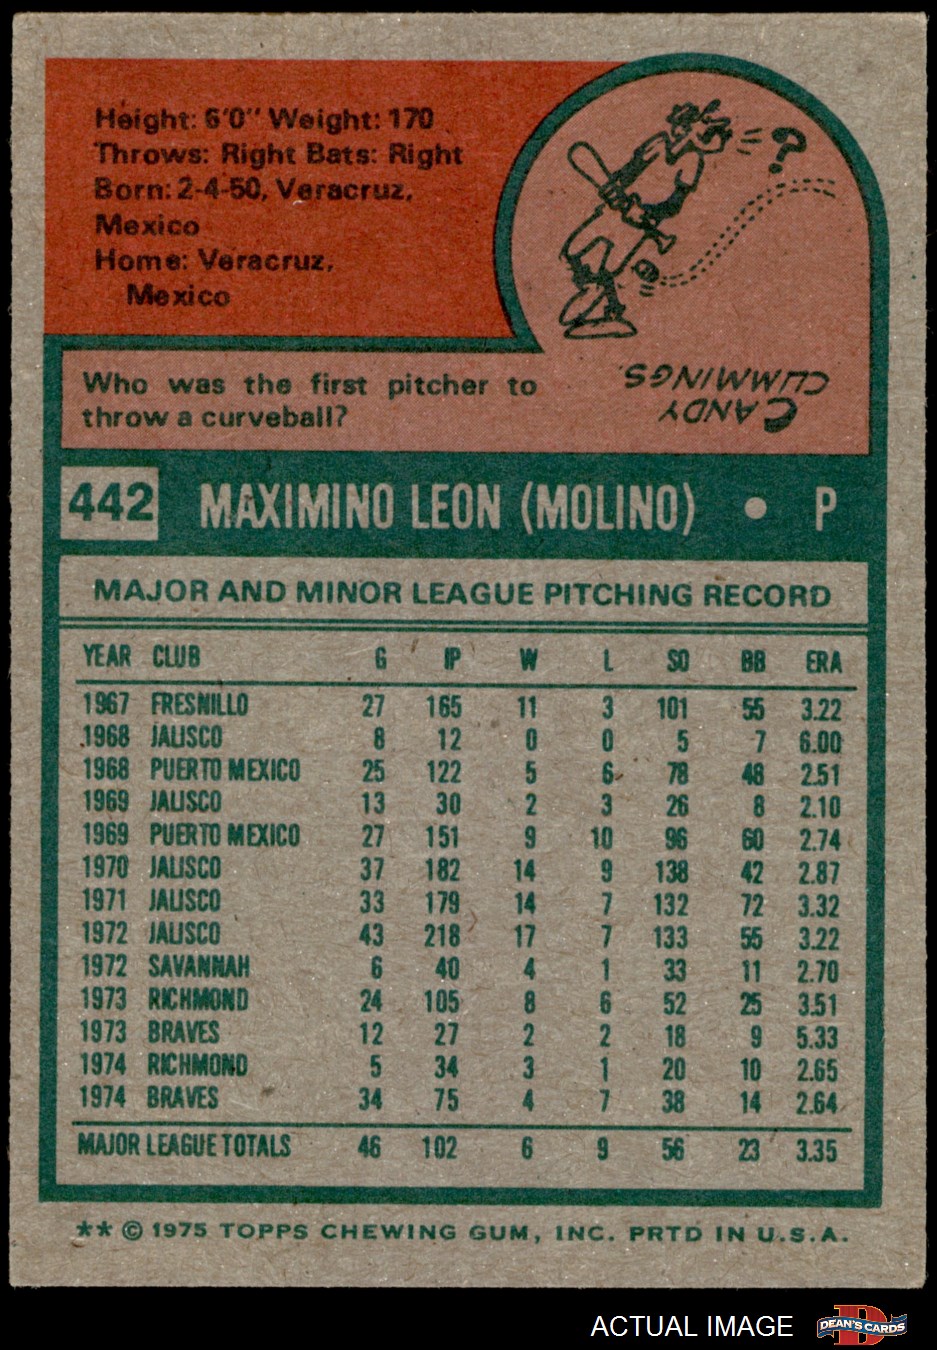 Height: 6'0" Weight: 170
Throws: Right Bats: Right
Born: 2-4-50, Veracruz,
Mexico
Home: Veracruz,
Mexico
?
Who was the first pitcher to
throw a curveball?
CANDY
CUMMINGS.
442 MAXIMINO LEON (MOLINO) • P
MAJOR AND MINOR LEAGUE PITCHING RECORD
YEAR CLUB G IP W L SO BB ERA
1967 FRESNILLO 27 165 11 3 101 55 3.22
1968 JALISCO 8 12 0 0 5 7 6.00
1968 PUERTO MEXICO 25 122 5 6 78 48 2.51
1969 JALISCO 13 30 2 3 26 8 2.10
1969 PUERTO MEXICO 27 151 9 10 96 60 2.74
1970 JALISCO 37 182 14 9 138 42 2.87
1971 JALISCO 33 179 14 7 132 72 3.32
1972 JALISCO 43 218 17 7 133 55 3.22
1972 SAVANNAH 6 40 4 1 33 11 2.70
1973 RICHMOND 24 105 8 6 52 25 3.51
1973 BRAVES 12 27 2 2 18 9 5.33
1974 RICHMOND 5 34 3 1 20 10 2.65
1974 BRAVES 34 75 4 7 38 14 2.64
MAJOR LEAGUE TOTALS 46 102 6 9 56 23 3.35
** © 1975 TOPPS CHEWING GUM, INC. PRTD IN U.S.A.
ACTUAL IMAGE
D
DEAN'S CARDS